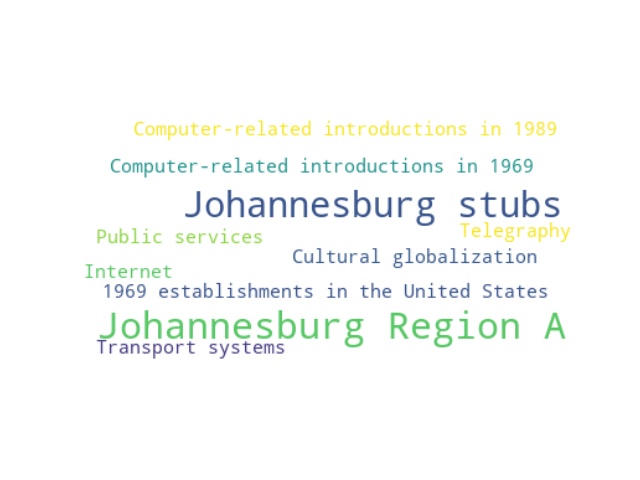 Computer-related introductions in 1989
Computer-related introductions in 1969
Johannesburg stubs
Telegraphy
Public services
Cultural globalization
Internet
1969 establishments in the United States
Johannesburg Region A
Transport systems